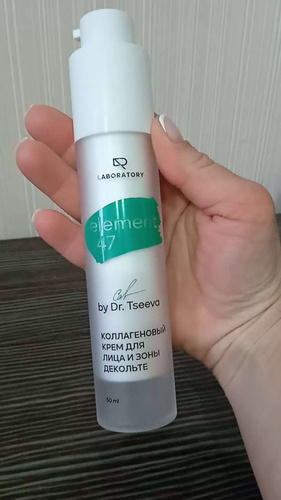 LABORATORY
element
47
by Dr. Tseeva
КОЛЛАГЕНОВЫЙ
КРЕМ ДЛЯ
ЛИЦА И ЗОНЫ
ДЕКОЛЬТЕ
50 ml